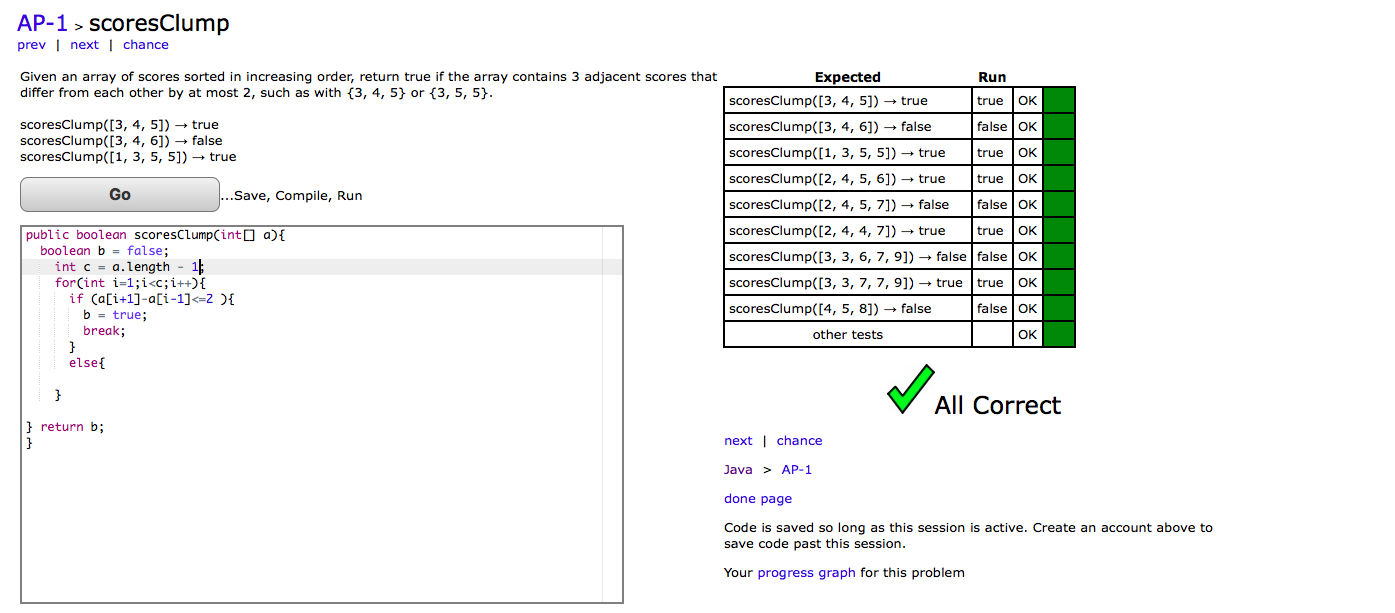 AP-1 > scoresClump
prev | next | chance
Given an array of scores sorted in increasing order, return true if the array contains 3 adjacent scores that
differ from each other by at most 2, such as with {3, 4, 5} or {3, 5, 5}.
scoresClump([3, 4, 5]) → true
scoresClump([3, 4, 6]) → false
scoresClump([1, 3, 5, 5]) → true
Go ...Save, Compile, Run
public boolean scoresClump(int[] a){
boolean b = false;
int c = a.length - 1;
for(int i=1;i<c;i++){
if (a[i+1]-a[i-1]<=2 ){
b = true;
break;
}
else{
}
} return b;
}
Expected Run
scoresClump([3, 4, 5]) → true true OK
scoresClump([3, 4, 6]) → false false OK
scoresClump([1, 3, 5, 5]) → true true OK
scoresClump([2, 4, 5, 6]) → true true OK
scoresClump([2, 4, 5, 7]) → false false OK
scoresClump([2, 4, 4, 7]) → true true OK
scoresClump([3, 3, 6, 7, 9]) → false false OK
scoresClump([3, 3, 7, 7, 9]) → true true OK
scoresClump([4, 5, 8]) → false false OK
other tests OK
All Correct
next | chance
Java > AP-1
done page
Code is saved so long as this session is active. Create an account above to
save code past this session.
Your progress graph for this problem